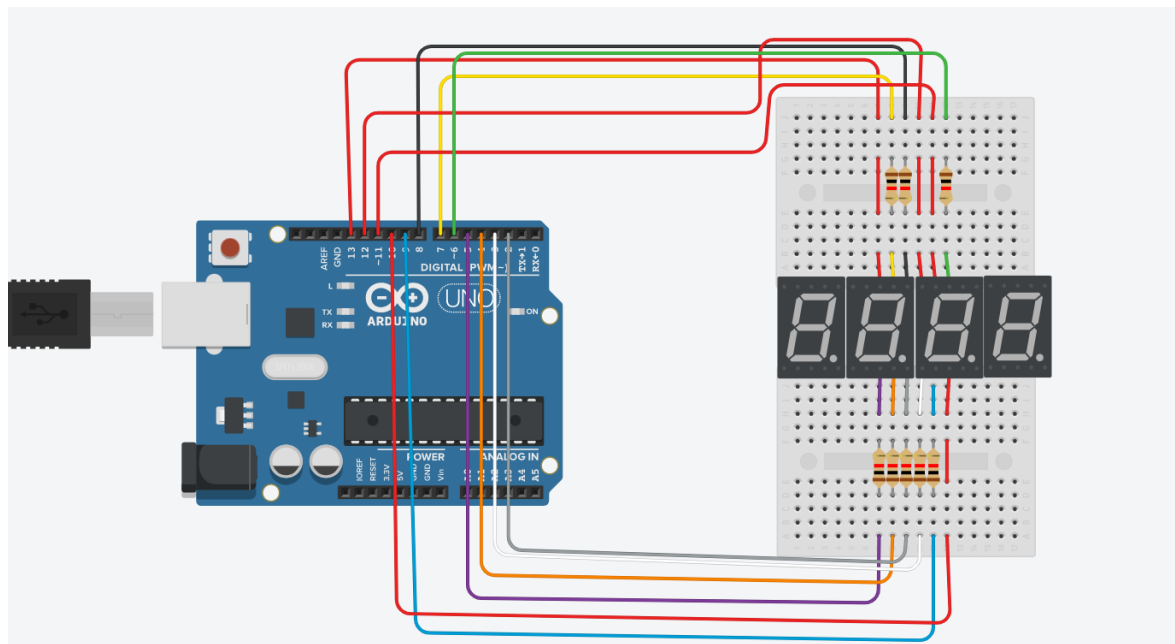 AREF
GND
13
12
~11
10
9
8
7
~6
5
4
3
2
TX→1
RX←0
DIGITAL (PWM~)
L
TX
RX
UNO
ON
ARDUINO
POWER
ANALOG IN
IOREF
RESET
3.3V
5V
GND
GND
Vin
A0
A1
A2
A3
A4
A5